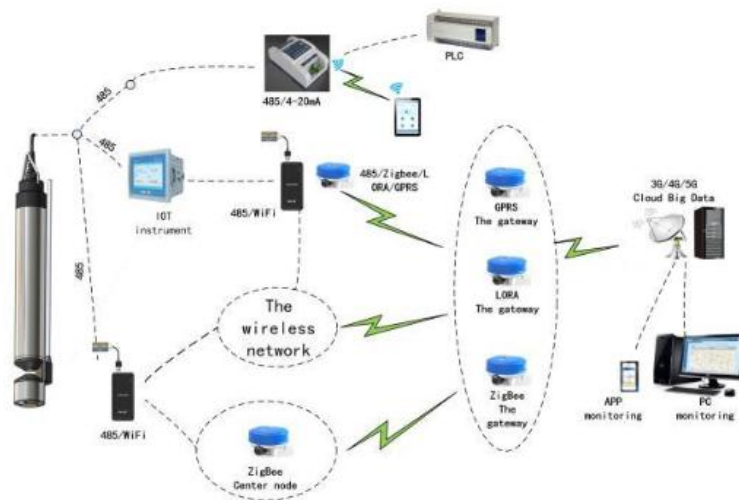 PLC
485
485/4-20mA
485
485/Zigbee/L
ORA/GPRS
3G/4G/5G
Cloud Big Data
485/WiFi
GPRS
The gateway
IOT
instrument
485
The
wireless
network
LORA
The gateway
ZigBee
The
gateway
APP
monitoring
PC
monitoring
485/WiFi
ZigBee
Center node